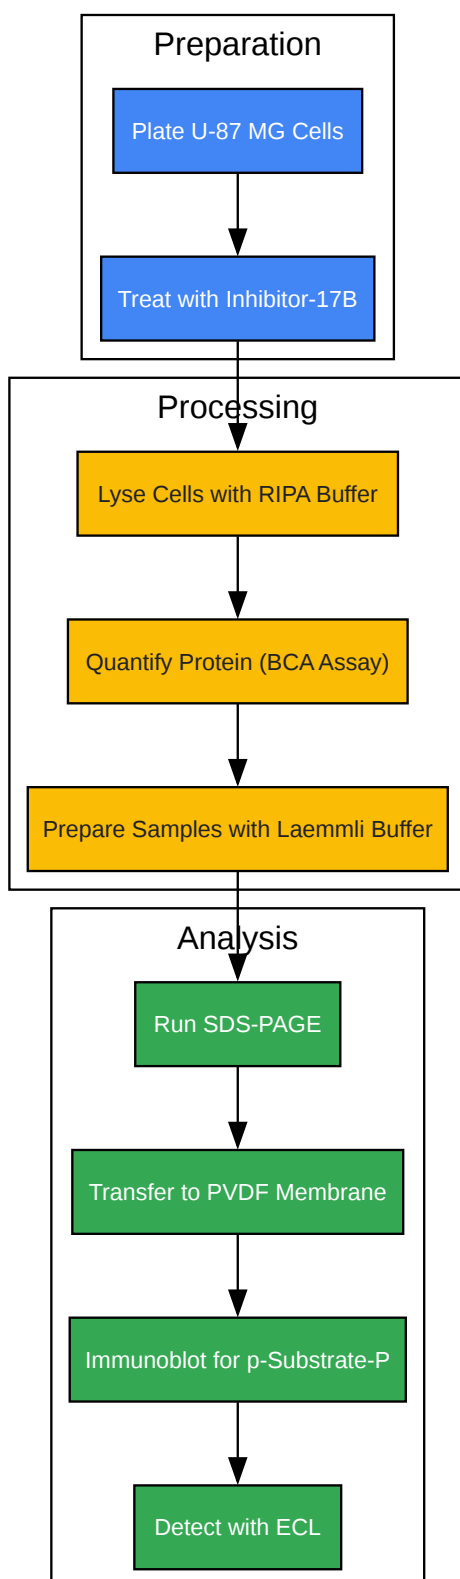 Preparation
Plate U-87 MG Cells
Treat with Inhibitor-17B
Processing
Lyse Cells with RIPA Buffer
Quantify Protein (BCA Assay)
Prepare Samples with Laemmli Buffer
Analysis
Run SDS-PAGE
Transfer to PVDF Membrane
Immunoblot for p-Substrate-P
Detect with ECL